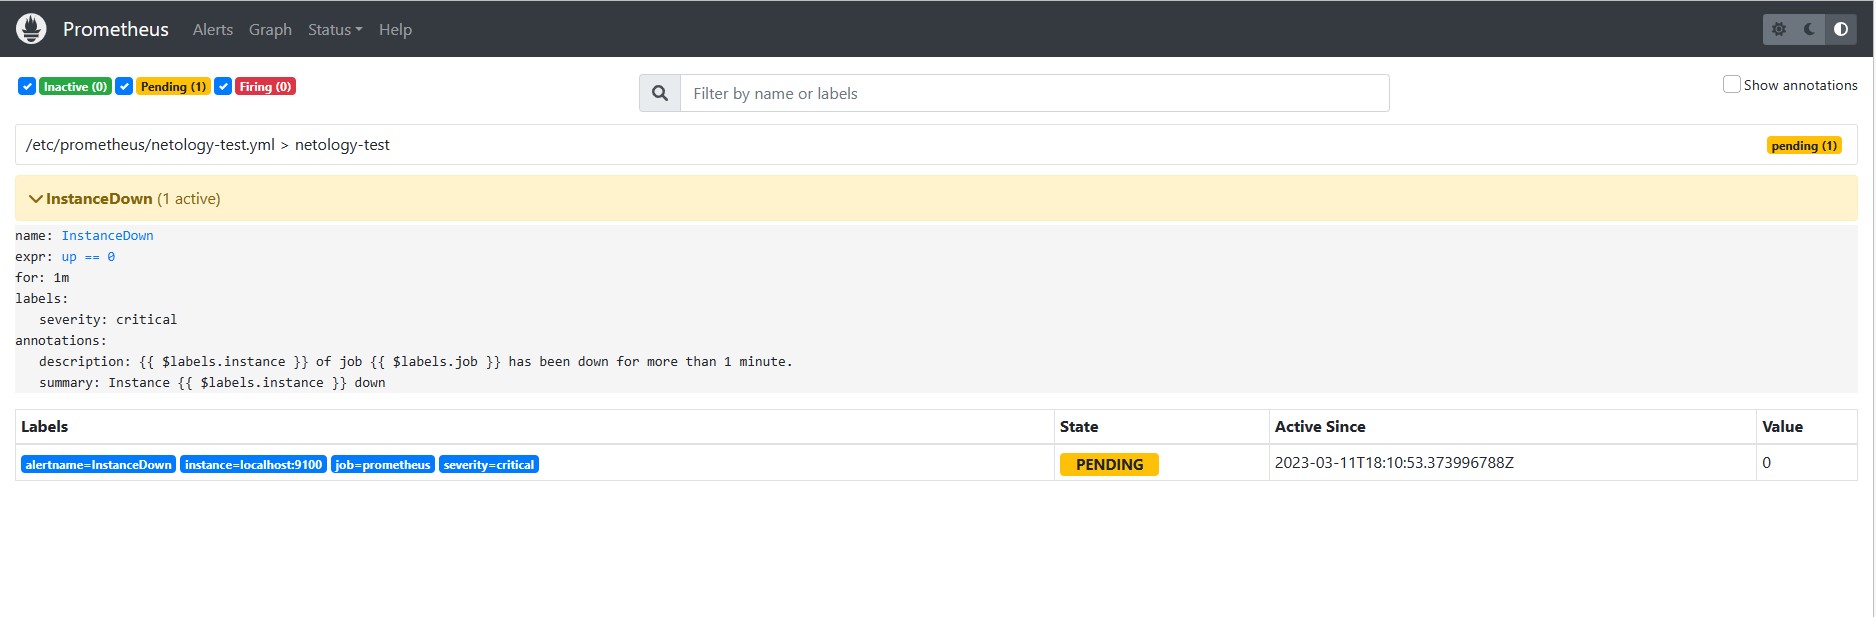 Prometheus Alerts Graph Status Help
Inactive (0) Pending (1) Firing (0) Filter by name or labels Show annotations
/etc/prometheus/netology-test.yml > netology-test pending (1)
InstanceDown (1 active)
name: InstanceDown
expr: up == 0
for: 1m
labels:
severity: critical
annotations:
description: {{ $labels.instance }} of job {{ $labels.job }} has been down for more than 1 minute.
summary: Instance {{ $labels.instance }} down
Labels State Active Since Value
alertname=InstanceDown instance=localhost:9100 job=prometheus severity=critical PENDING 2023-03-11T18:10:53.373996788Z 0